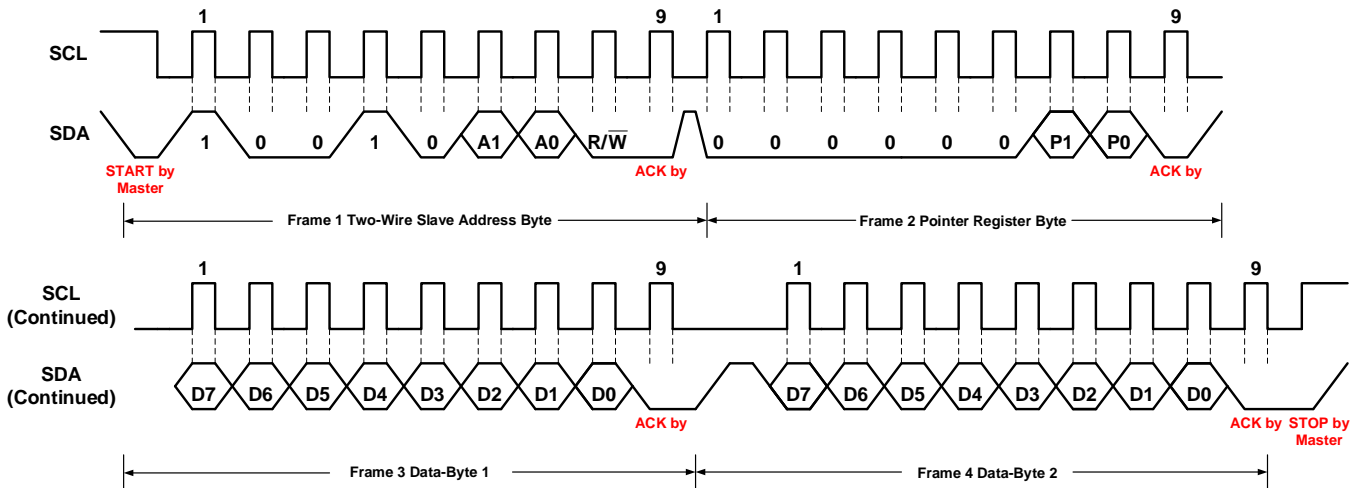 1 9 1 9
SCL
SDA
1 0 0 1 0 A1 A0 R/W̅ 0 0 0 0 0 0 P1 P0
START by
Master
ACK by
ACK by
Frame 1 Two-Wire Slave Address Byte
Frame 2 Pointer Register Byte
1 9 1 9
SCL
(Continued)
SDA
(Continued)
D7 D6 D5 D4 D3 D2 D1 D0 D7 D6 D5 D4 D3 D2 D1 D0
ACK by
ACK by
STOP by
Master
Frame 3 Data-Byte 1
Frame 4 Data-Byte 2